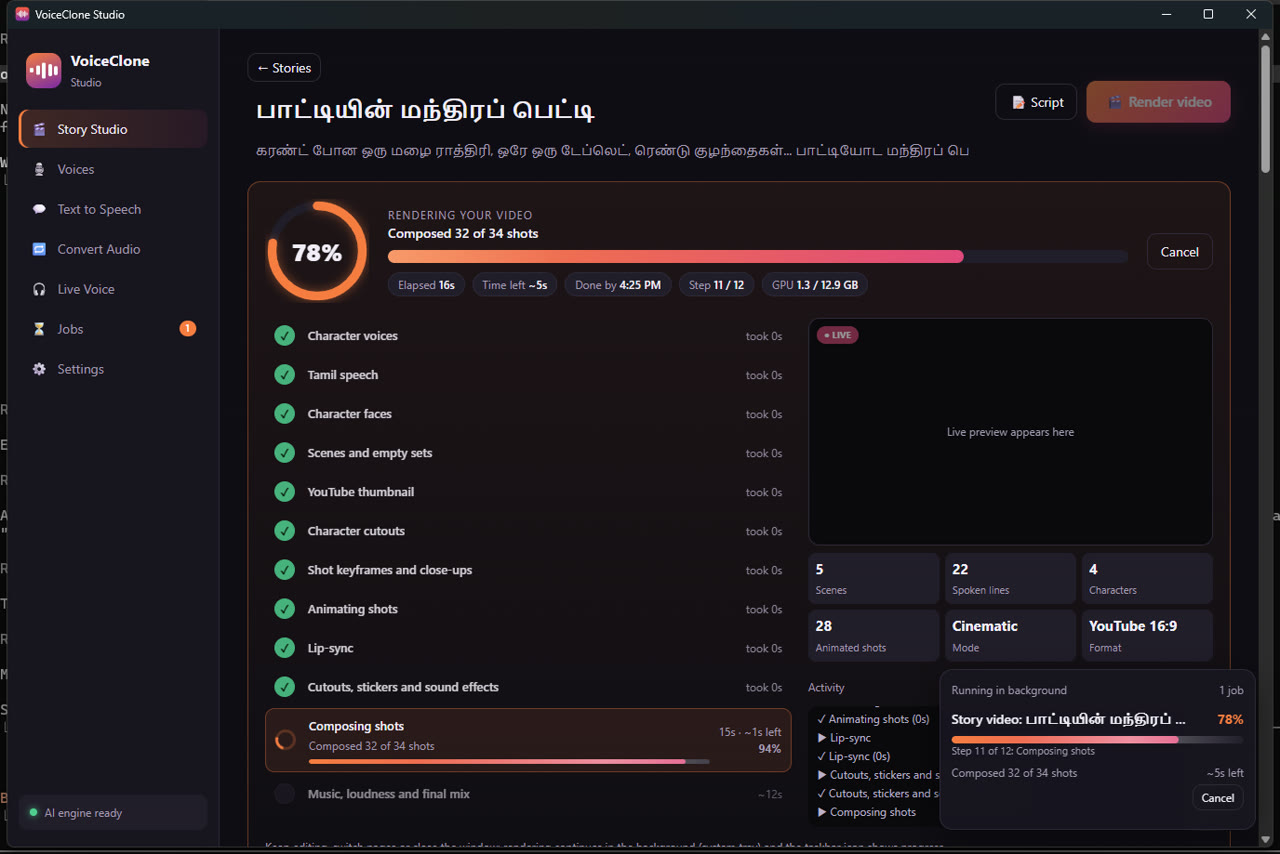 VoiceClone Studio
VoiceClone
Studio
Story Studio
Voices
Text to Speech
Convert Audio
Live Voice
Jobs 1
Settings
AI engine ready
← Stories
பாட்டியின் மந்திரப் பெட்டி
Script
Render video
கரண்ட் போன ஒரு மழை ராத்திரி, ஒரே ஒரு டேப்லெட், ரெண்டு குழந்தைகள்... பாட்டியோட மந்திரப் பெ
78%
RENDERING YOUR VIDEO
Composed 32 of 34 shots
Cancel
Elapsed 16s
Time left ~5s
Done by 4:25 PM
Step 11 / 12
GPU 1.3 / 12.9 GB
✓ Character voices took 0s
✓ Tamil speech took 0s
✓ Character faces took 0s
✓ Scenes and empty sets took 0s
✓ YouTube thumbnail took 0s
✓ Character cutouts took 0s
✓ Shot keyframes and close-ups took 0s
✓ Animating shots took 0s
✓ Lip-sync took 0s
✓ Cutouts, stickers and sound effects took 0s
Composing shots 15s · ~1s left
Composed 32 of 34 shots 94%
Music, loudness and final mix ~12s
• LIVE
Live preview appears here
5
Scenes
22
Spoken lines
4
Characters
28
Animated shots
Cinematic
Mode
YouTube 16:9
Format
Activity
✓ Animating shots (0s)
▶ Lip-sync
✓ Lip-sync (0s)
▶ Cutouts, stickers and s
✓ Cutouts, stickers and s
▶ Composing shots
Running in background 1 job
Story video: பாட்டியின் மந்திரப் ... 78%
Step 11 of 12: Composing shots
Composed 32 of 34 shots ~5s left
Cancel